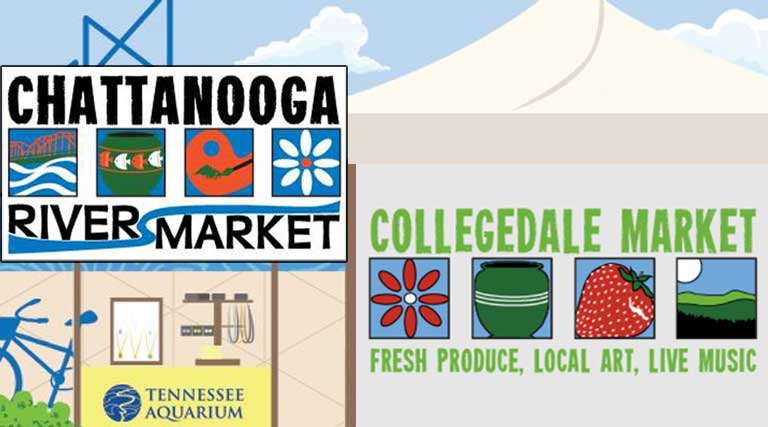 CHATTANOOGA
RIVER MARKET
TENNESSEE
AQUARIUM
COLLEGEDALE MARKET
FRESH PRODUCE, LOCAL ART, LIVE MUSIC